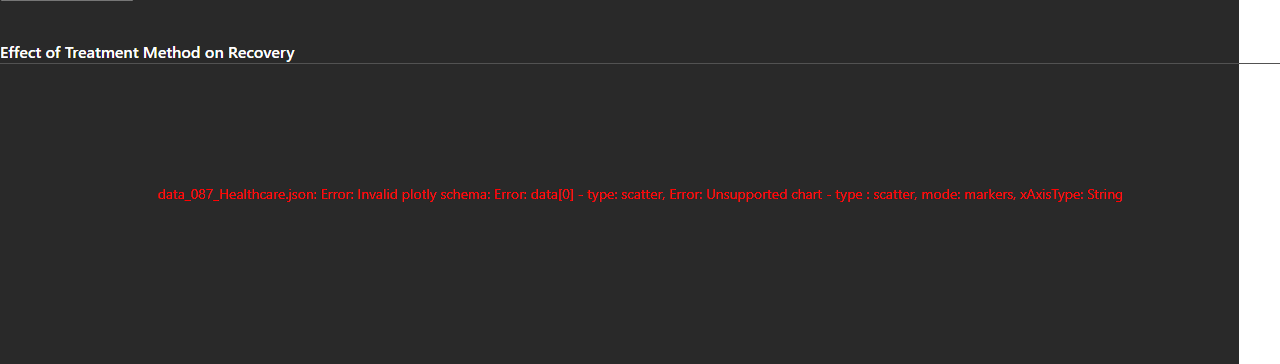 Effect of Treatment Method on Recovery
data_087_Healthcare.json: Error: Invalid plotly schema: Error: data[0] - type: scatter, Error: Unsupported chart - type : scatter, mode: markers, xAxisType: String